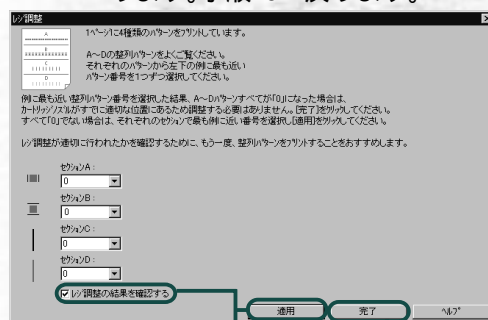 レジ調整
A
B
C
D
1ページに4種類のパターンをプリントしています。
A～Dの整列パターンをよくご覧ください。
それぞれのパターンから左下の例に最も近い
パターン番号を1つずつ選択してください。
例に最も近い整列パターン番号を選択した結果、A～Dパターンすべてが「0」になった場合は、
カートリッジノズルがすでに適切な位置にあるため調整する必要はありません。[完了]をクリックしてください。
すべて「0」でない場合は、それぞれのセクションで最も例に近い番号を選択し[適用]をクリックしてください。
レジ調整が適切に行われたかを確認するために、もう一度、整列パターンをプリントすることをおすすめします。
セクションA:
0
セクションB:
0
セクションC:
0
セクションD:
0
レジ調整の結果を確認する
適用
完了
ヘルプ